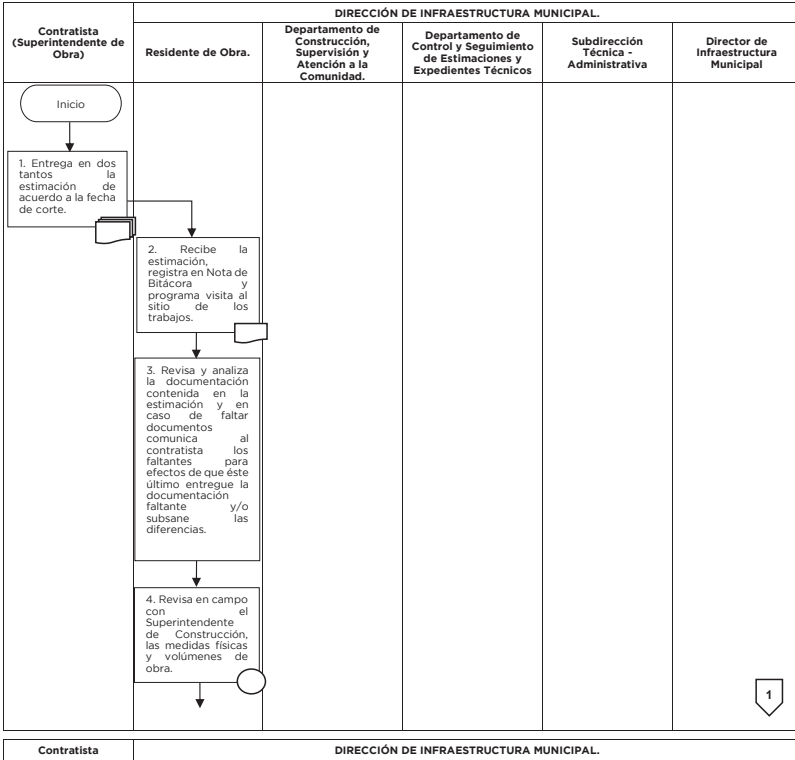 DIRECCIÓN DE INFRAESTRUCTURA MUNICIPAL.
Contratista
(Superintendente de
Obra)
Residente de Obra.
Departamento de
Construcción,
Supervisión y
Atención a la
Comunidad.
Departamento de
Control y Seguimiento
de Estimaciones y
Expedientes Técnicos
Subdirección
Técnica -
Administrativa
Director de
Infraestructura
Municipal
Inicio
1. Entrega en dos
tantos la
estimación de
acuerdo a la fecha
de corte.
2. Recibe la
estimación,
registra en Nota de
Bitácora y
programa visita al
sitio de los
trabajos.
3. Revisa y analiza
la documentación
contenida en la
estimación y en
caso de faltar
documentos
comunica al
contratista los
faltantes para
efectos de que éste
último entregue la
documentación
faltante y/o
subsane las
diferencias.
4. Revisa en campo
con el
Superintendente
de Construcción,
las medidas físicas
y volúmenes de
obra.
1
Contratista
DIRECCIÓN DE INFRAESTRUCTURA MUNICIPAL.